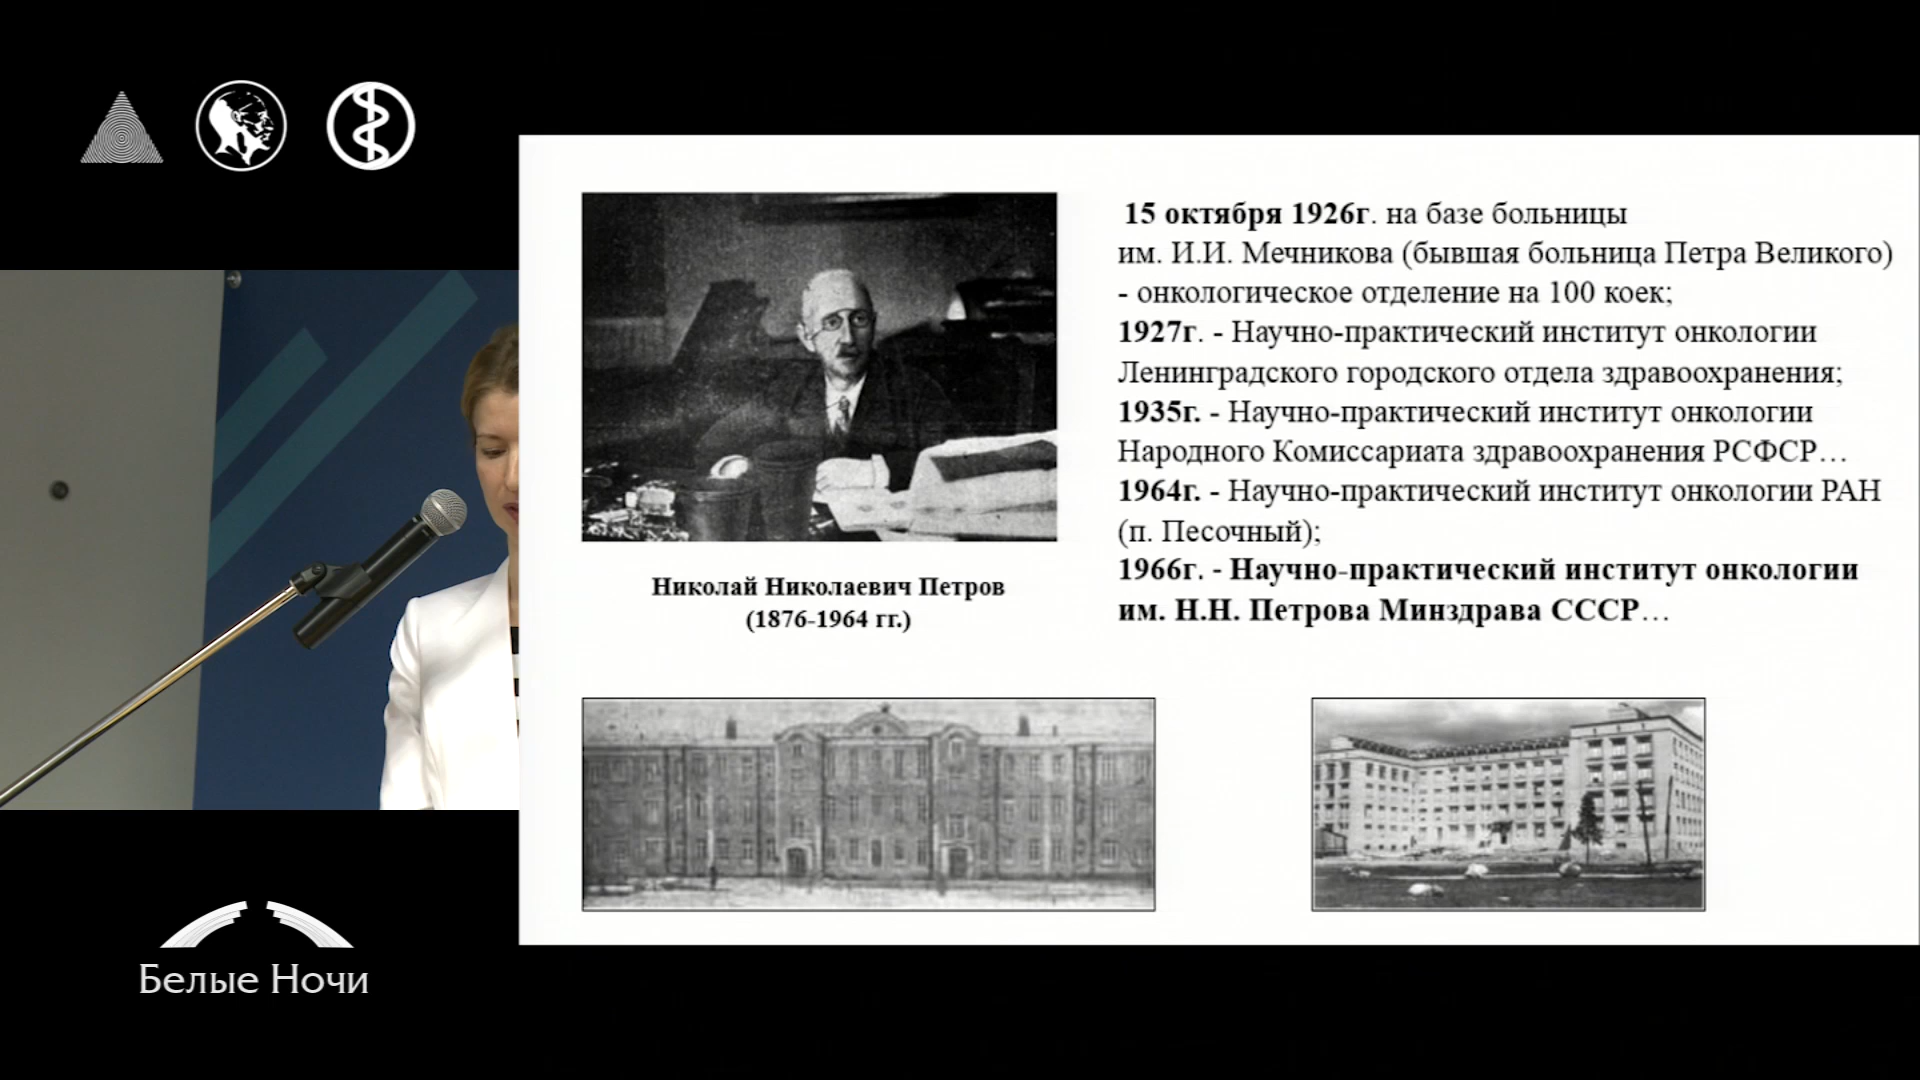 15 октября 1926г. на базе больницы
им. И.И. Мечникова (бывшая больница Петра Великого)
- онкологическое отделение на 100 коек;
1927г. - Научно-практический институт онкологии
Ленинградского городского отдела здравоохранения;
1935г. - Научно-практический институт онкологии
Народного Комиссариата здравоохранения РСФСР…
1964г. - Научно-практический институт онкологии РАН
(п. Песочный);
1966г. - Научно-практический институт онкологии
им. Н.Н. Петрова Минздрава СССР…
Николай Николаевич Петров
(1876-1964 гг.)
Белые Ночи